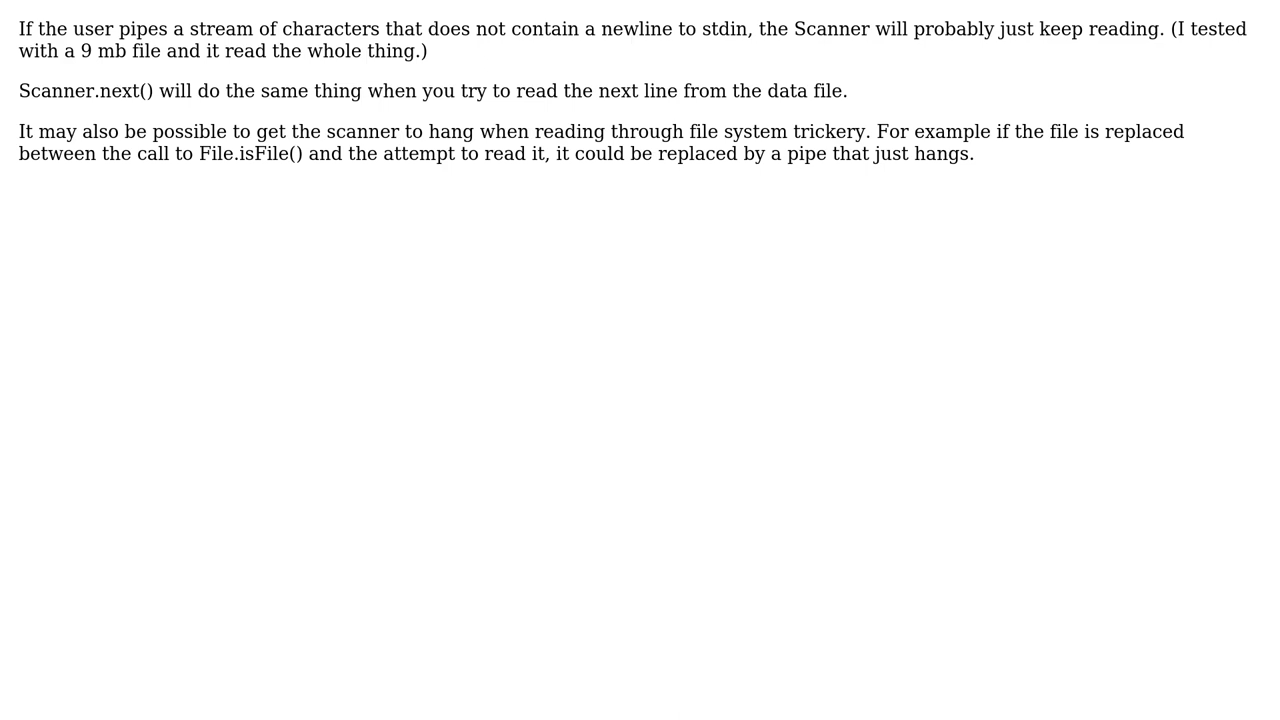 If the user pipes a stream of characters that does not contain a newline to stdin, the Scanner will probably just keep reading. (I tested
with a 9 mb file and it read the whole thing.)
Scanner.next() will do the same thing when you try to read the next line from the data file.
It may also be possible to get the scanner to hang when reading through file system trickery. For example if the file is replaced
between the call to File.isFile() and the attempt to read it, it could be replaced by a pipe that just hangs.